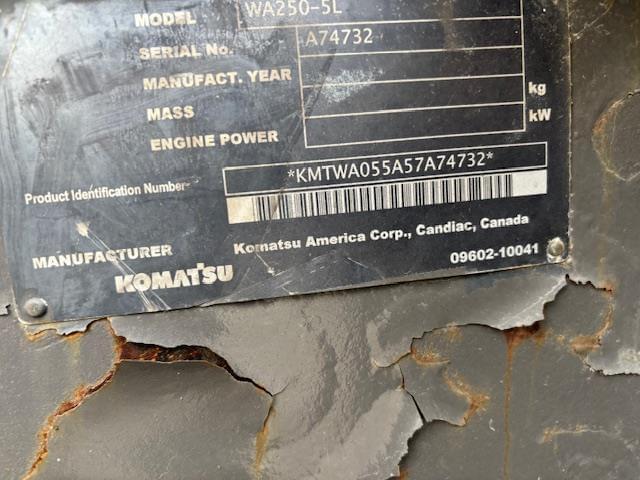 MODEL WA250-5L
SERIAL No. A74732
MANUFACT. YEAR
MASS kg
ENGINE POWER kW
Product Identification Number *KMTWA055A57A74732*
MANUFACTURER Komatsu America Corp., Candiac, Canada
KOMATSU 09602-10041